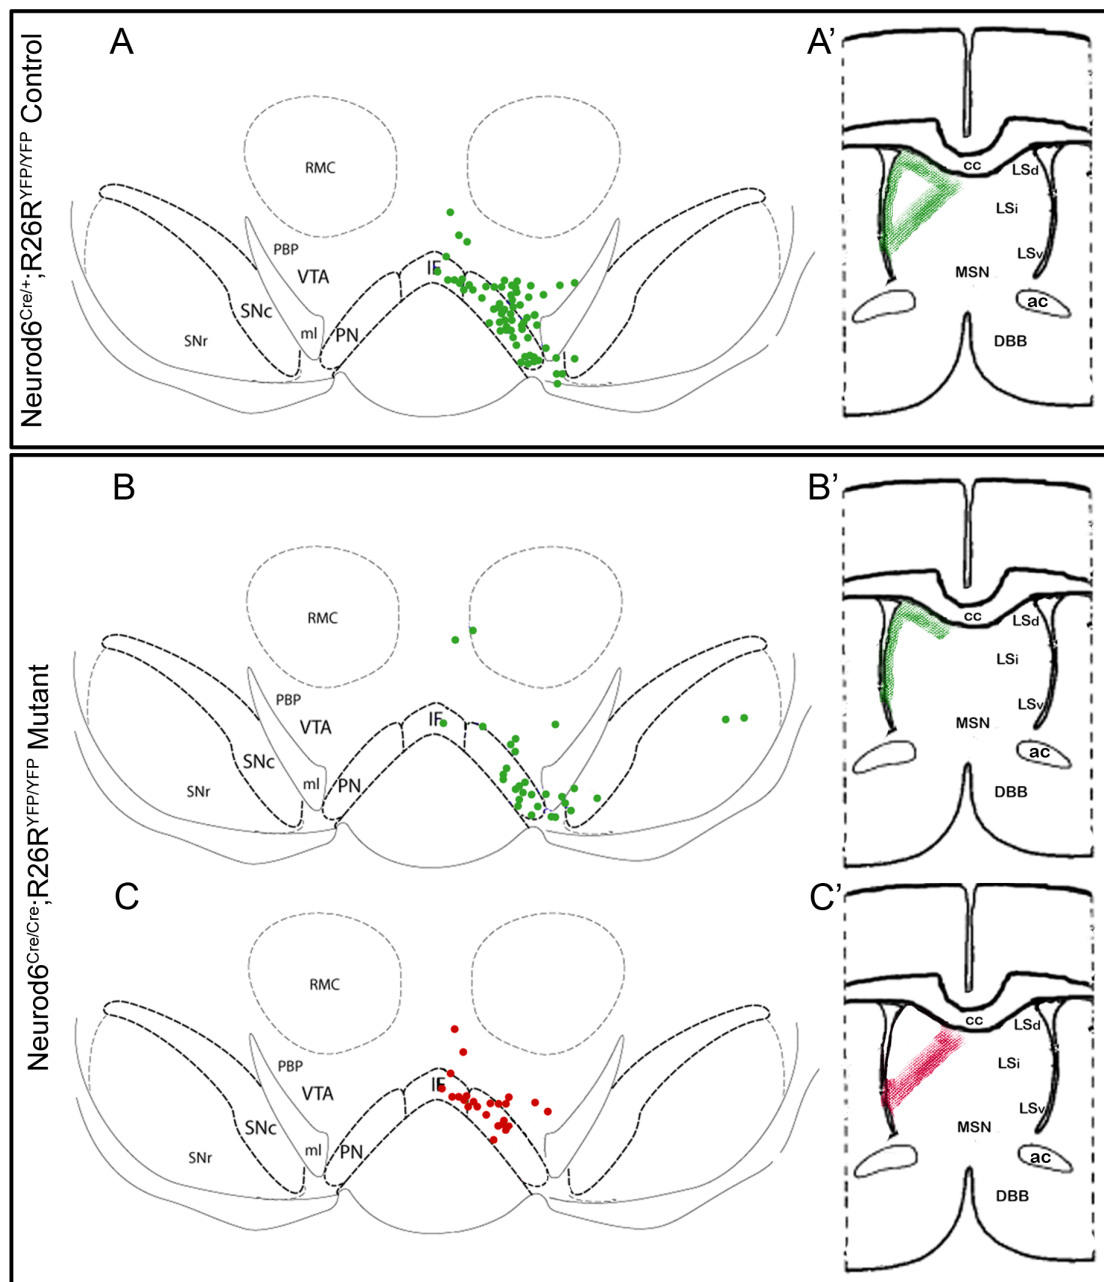 Neurod6Cre/+;R26RYFP/YFP Control
A
RMC
PBP
VTA
IF
SNc
SNr
ml
PN
A’
cc
LSd
LSi
LSv
MSN
ac
DBB
Neurod6Cre/Cre;R26RYFP/YFP Mutant
B
RMC
PBP
VTA
IF
SNc
SNr
ml
PN
B’
cc
LSd
LSi
LSv
MSN
ac
DBB
C
RMC
PBP
VTA
IF
SNc
SNr
ml
PN
C’
cc
LSd
LSi
LSv
MSN
ac
DBB